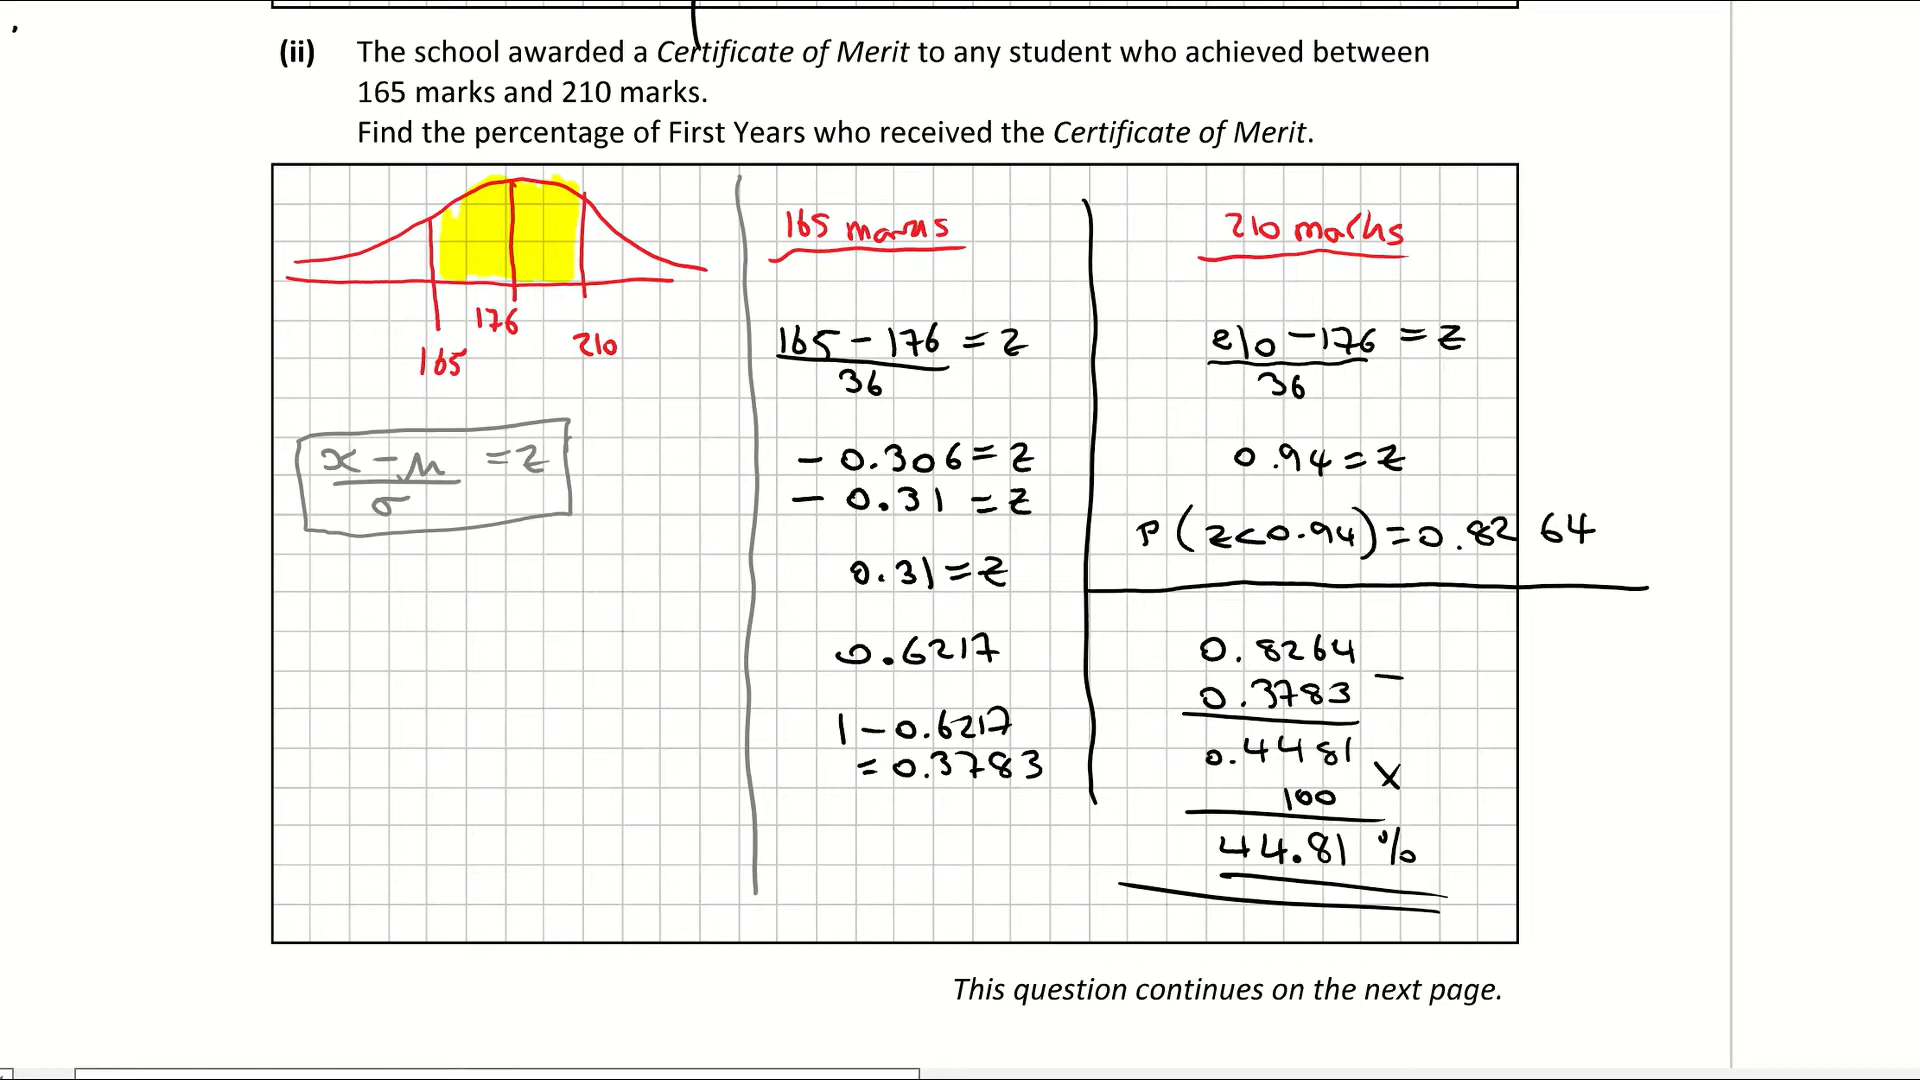 (ii) The school awarded a Certificate of Merit to any student who achieved between
165 marks and 210 marks.
Find the percentage of First Years who received the Certificate of Merit.
176
165
210
x - μ = z
σ
165 marks
165 - 176 = z
36
- 0.306 = z
- 0.31 = z
0.31 = z
0.6217
1 - 0.6217
= 0.3783
210 marks
210 - 176 = z
36
0.94 = z
P(z<0.94) = 0.8264
0.8264
0.3783 -
0.4481
100 x
44.81 %
This question continues on the next page.